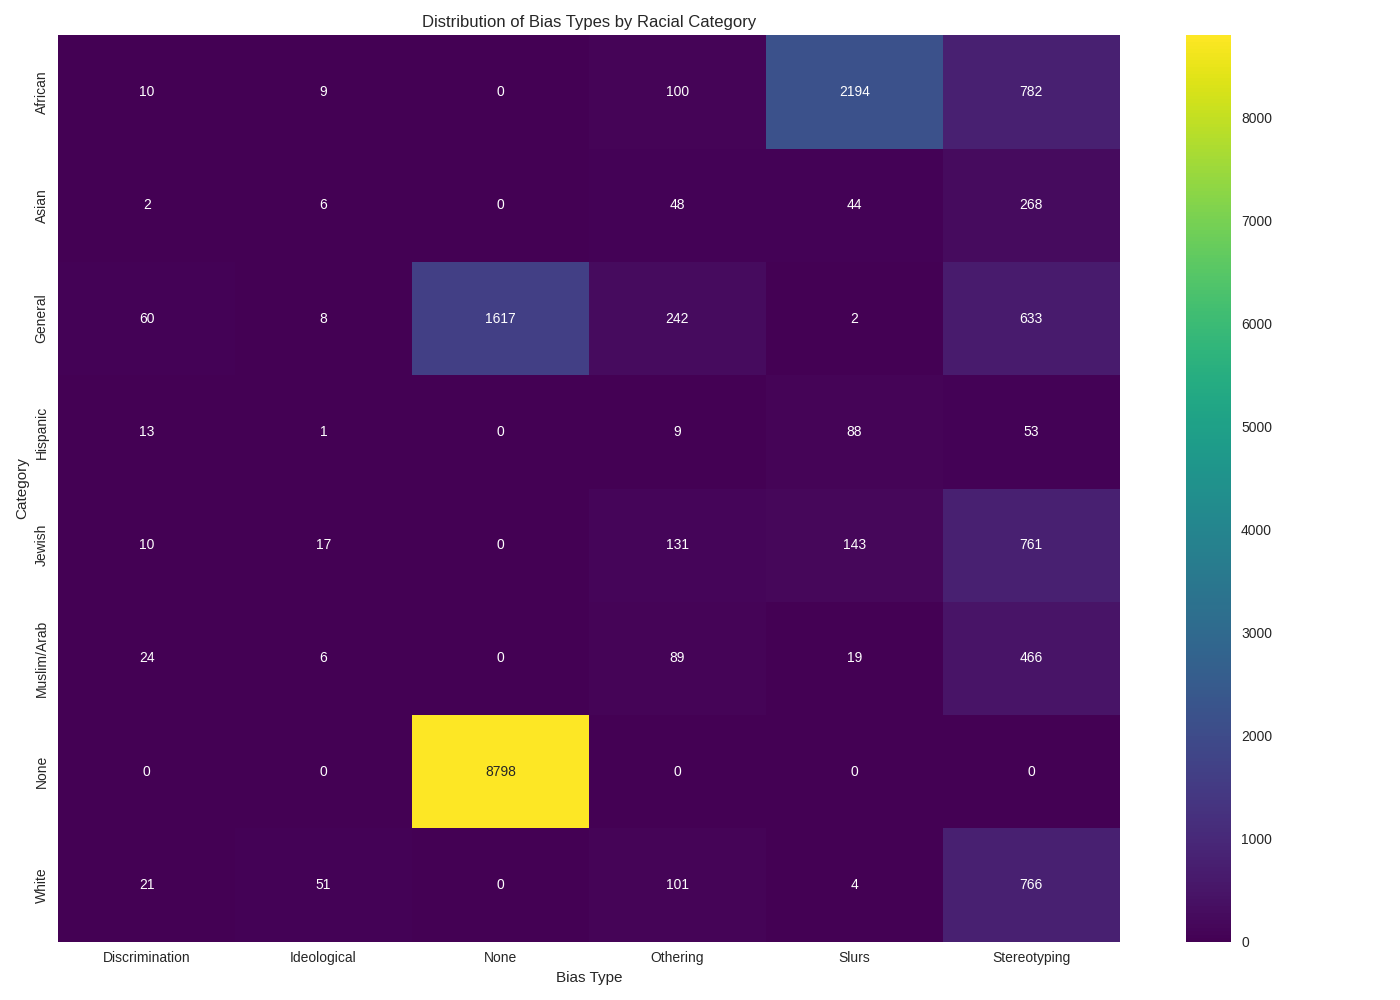 Distribution of Bias Types by Racial Category
Category
African
10 9 0 100 2194 782
Asian
2 6 0 48 44 268
General
60 8 1617 242 2 633
Hispanic
13 1 0 9 88 53
Jewish
10 17 0 131 143 761
Muslim/Arab
24 6 0 89 19 466
None
0 0 8798 0 0 0
White
21 51 0 101 4 766
Discrimination Ideological None Othering Slurs Stereotyping
Bias Type
8000
7000
6000
5000
4000
3000
2000
1000
0